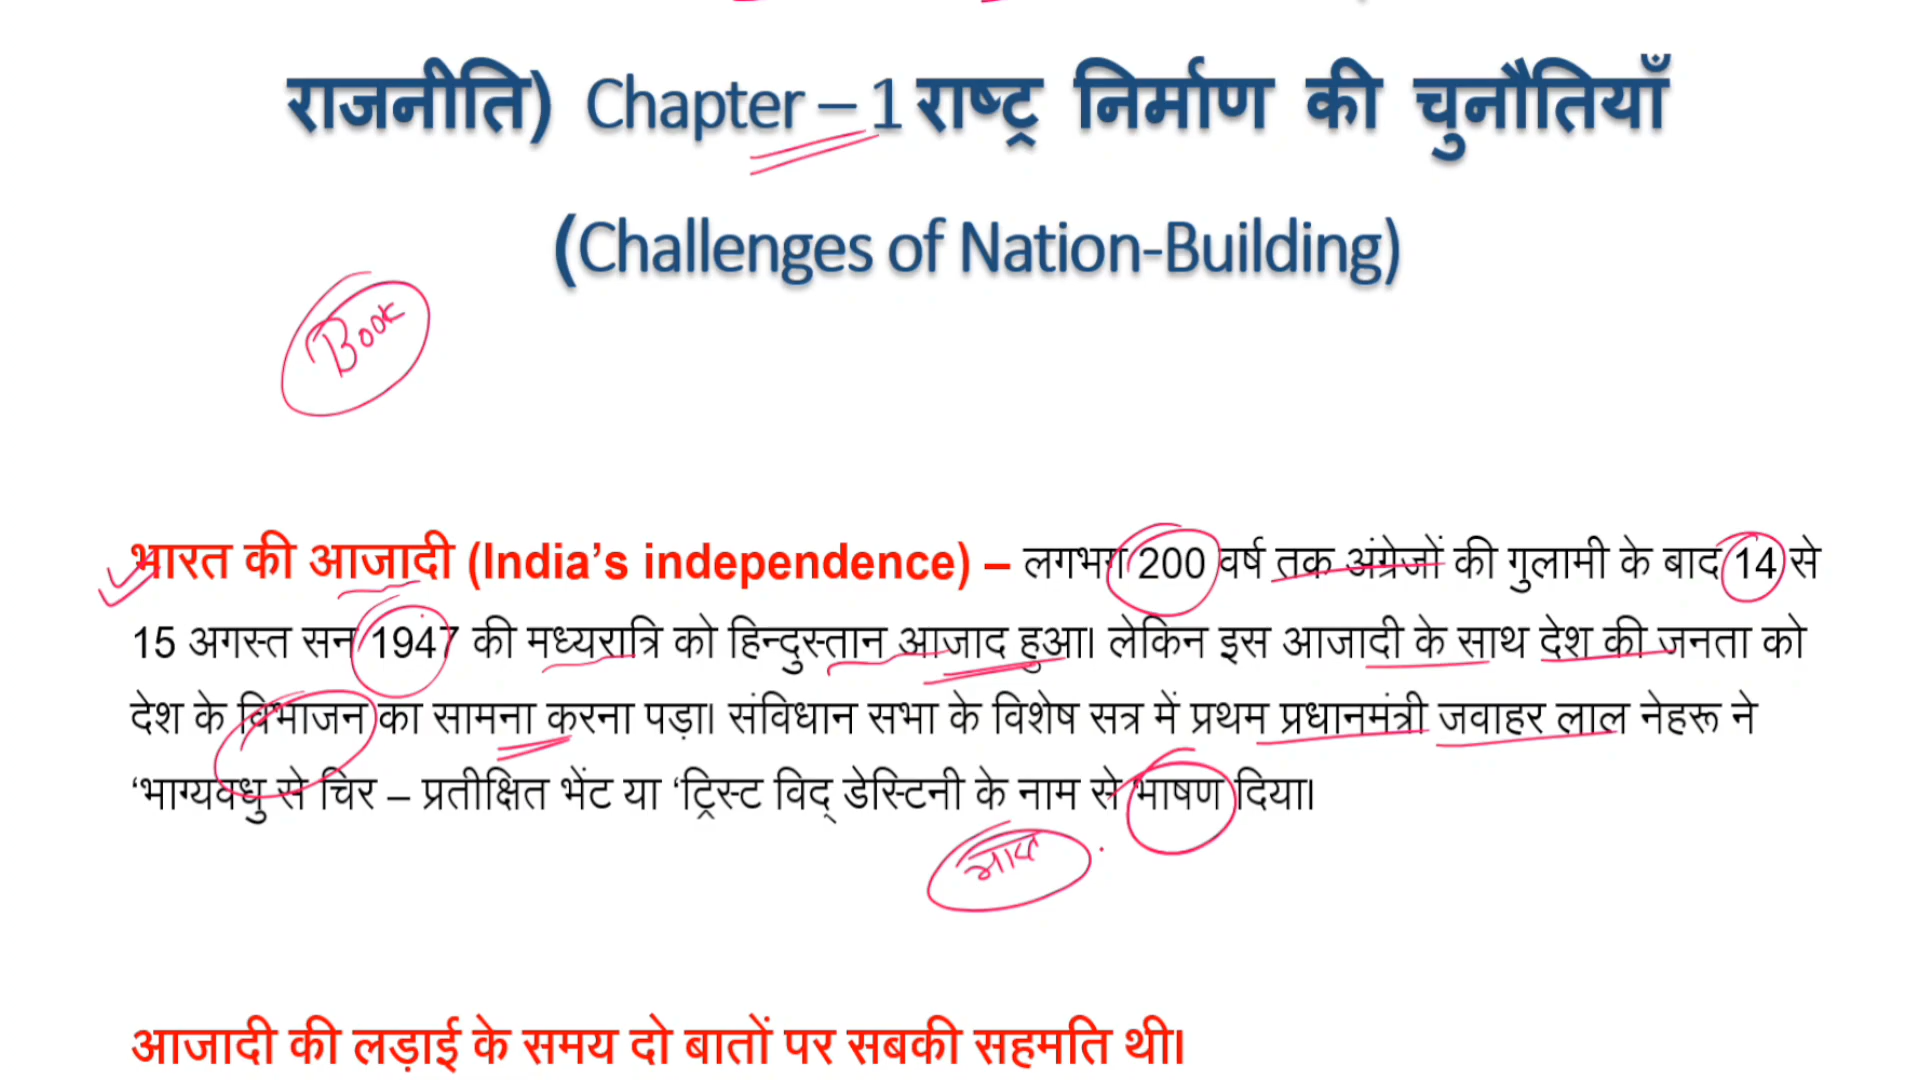 राजनीति) Chapter – 1 राष्ट्र निर्माण की चुनौतियाँ
(Challenges of Nation-Building)
Book
भारत की आजादी (India’s independence) – लगभग 200 वर्ष तक अंग्रेजों की गुलामी के बाद 14 से
15 अगस्त सन 1947 की मध्यरात्रि को हिन्दुस्तान आजाद हुआ। लेकिन इस आजादी के साथ देश की जनता को
देश के विभाजन का सामना करना पड़ा। संविधान सभा के विशेष सत्र में प्रथम प्रधानमंत्री जवाहर लाल नेहरू ने
‘भाग्यवधु से चिर – प्रतीक्षित भेंट या ‘ट्रिस्ट विद् डेस्टिनी के नाम से भाषण दिया।
आजादी की लड़ाई के समय दो बातों पर सबकी सहमति थी।